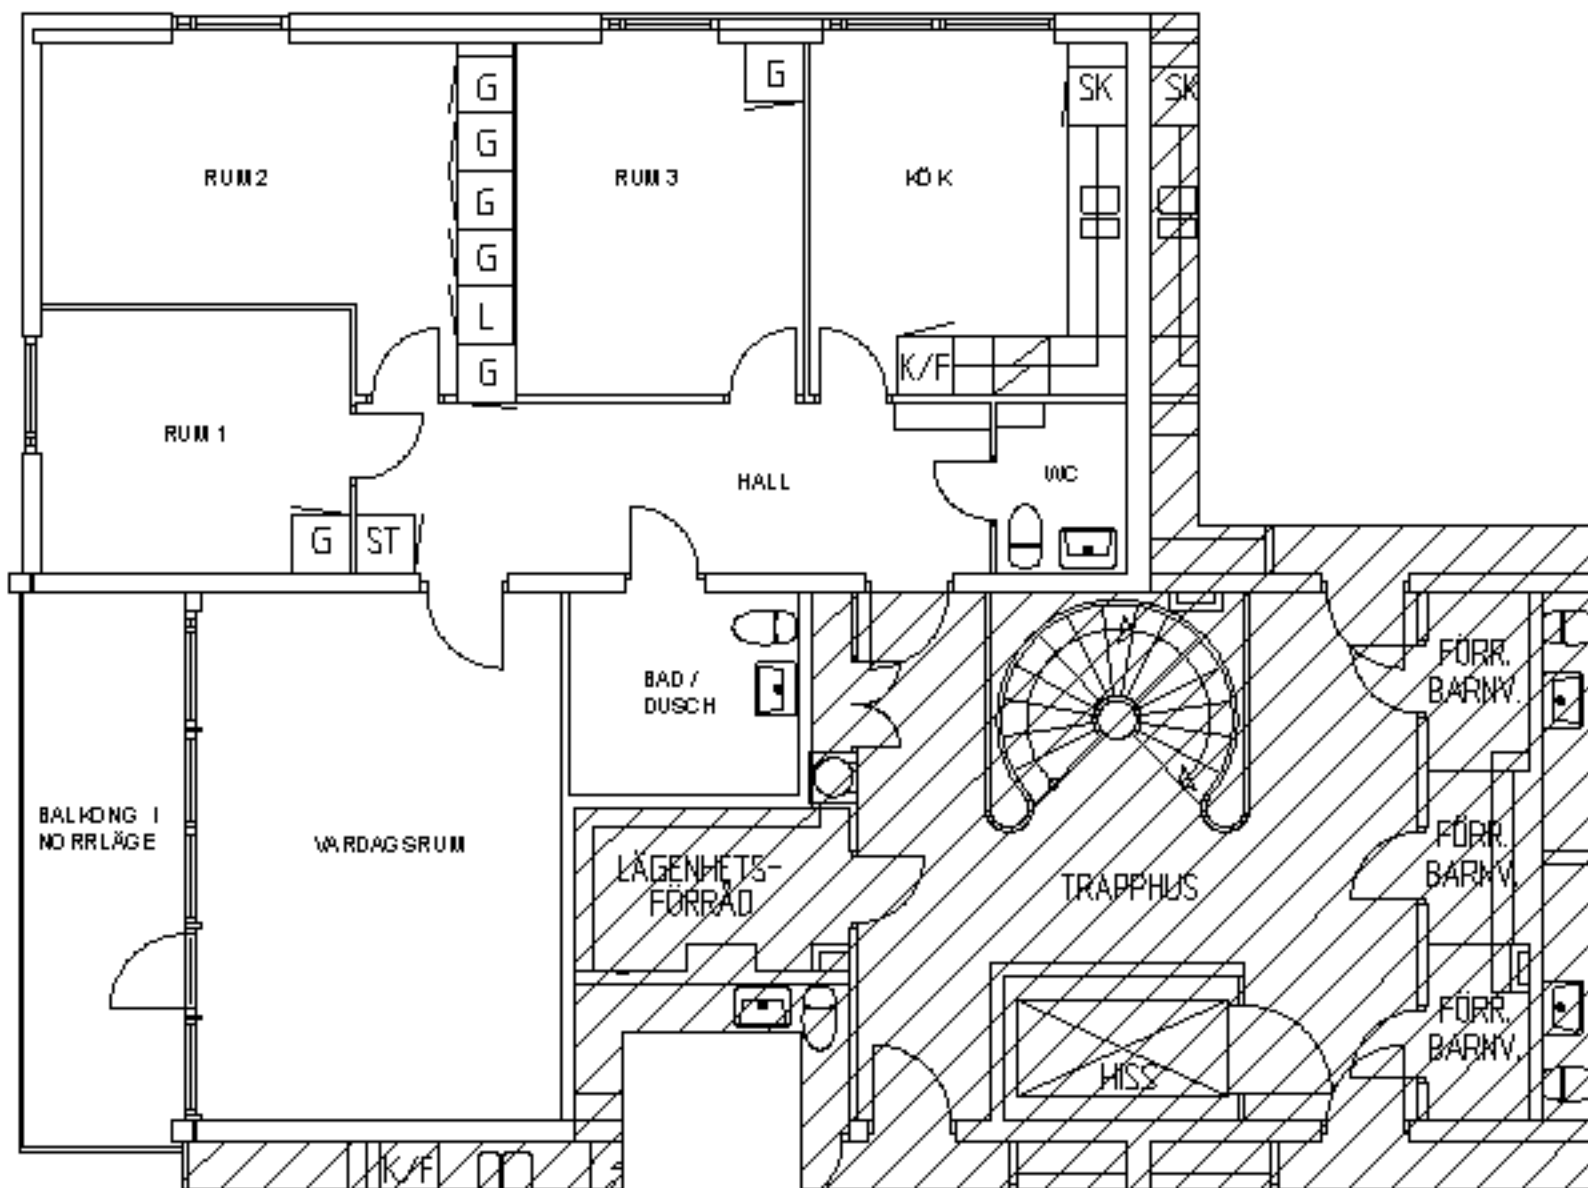 G
G
SK
SK
G
RUM 2
RUM 3
KÖK
G
G
L
G
K/F
RUM 1
HALL
WC
G
ST
FÖRR.
BARNV.
BAD /
DUSCH
BALKONG I
NORRLÄGE
VARDAGSRUM
LÄGENHETS-
FÖRRÅD
TRAPPHUS
FÖRR.
BARNV.
FÖRR.
BARNV.
HISS
K/F